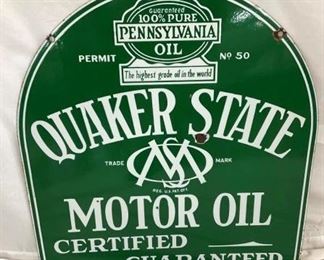 Guaranteed
100% PURE
PENNSYLVANIA
OIL
PERMIT Nº 50
The highest grade oil in the world
QUAKER STATE
TRADE MARK
REG. U.S. PAT. OFF.
MOTOR OIL
CERTIFIED
GUARANTEED